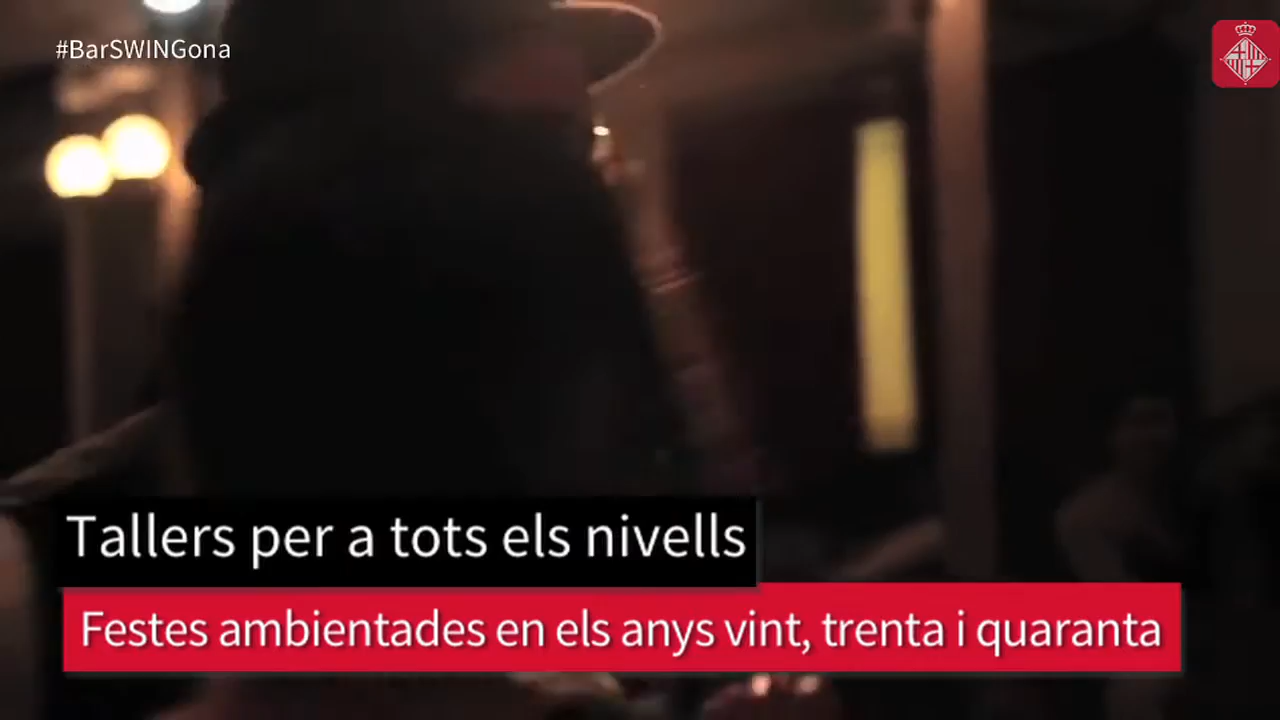 #BarSWINGona
Tallers per a tots els nivells
Festes ambientades en els anys vint, trenta i quaranta